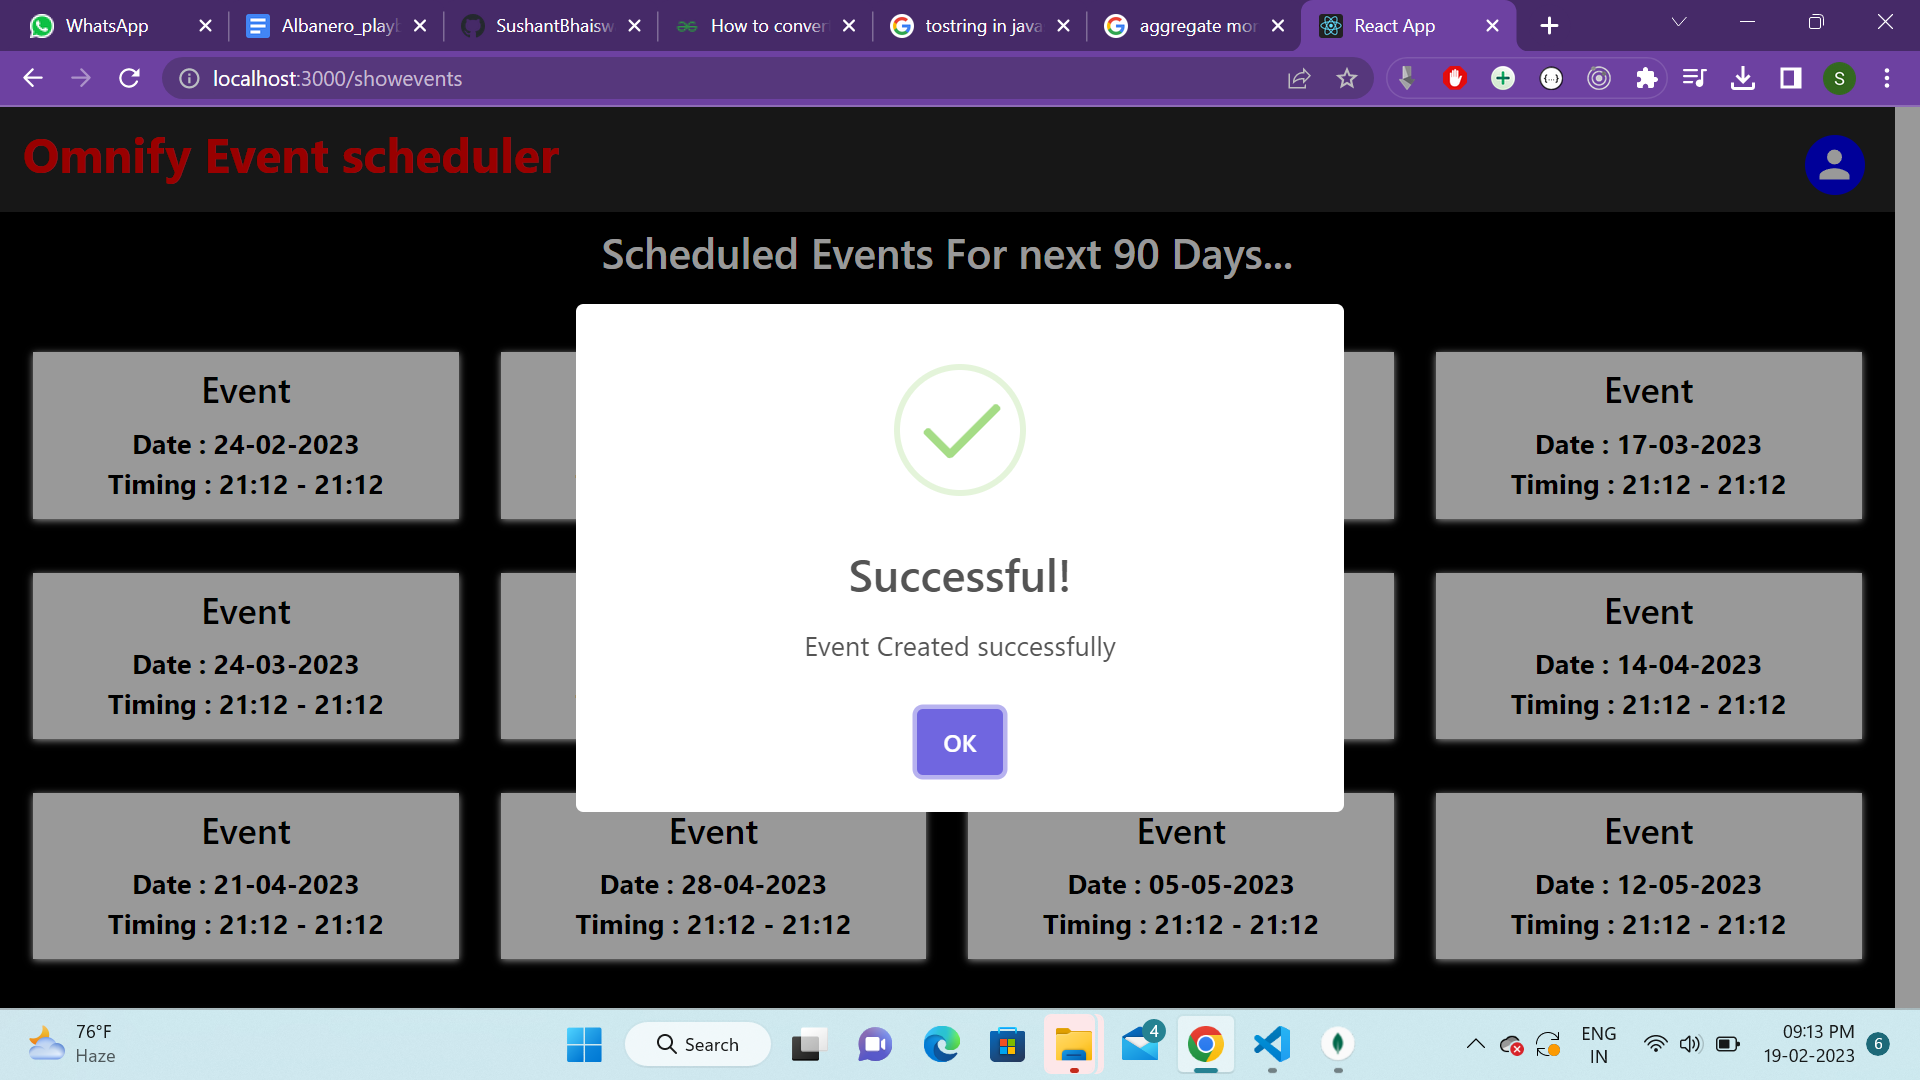 WhatsApp
Albanero_playb
SushantBhaisw
How to conver
tostring in java
aggregate mor
React App
localhost:3000/showevents
S
Omnify Event scheduler
Scheduled Events For next 90 Days...
Event
Date : 24-02-2023
Timing : 21:12 - 21:12
Event
Date : 17-03-2023
Timing : 21:12 - 21:12
Successful!
Event Created successfully
OK
Event
Date : 24-03-2023
Timing : 21:12 - 21:12
Event
Date : 14-04-2023
Timing : 21:12 - 21:12
Event
Date : 21-04-2023
Timing : 21:12 - 21:12
Event
Date : 28-04-2023
Timing : 21:12 - 21:12
Event
Date : 05-05-2023
Timing : 21:12 - 21:12
Event
Date : 12-05-2023
Timing : 21:12 - 21:12
76°F
Haze
Search
4
ENG
IN
09:13 PM
19-02-2023
6